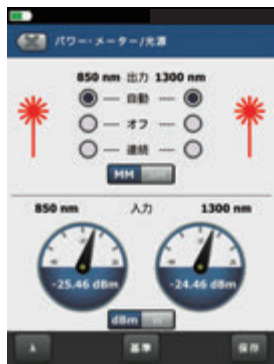 パワー・メーター/光源
850 nm 出力 1300 nm
自動
オフ
連続
MM
850 nm 入力 1300 nm
-25.46 dBm
-24.46 dBm
dBm
λ 基準 保存